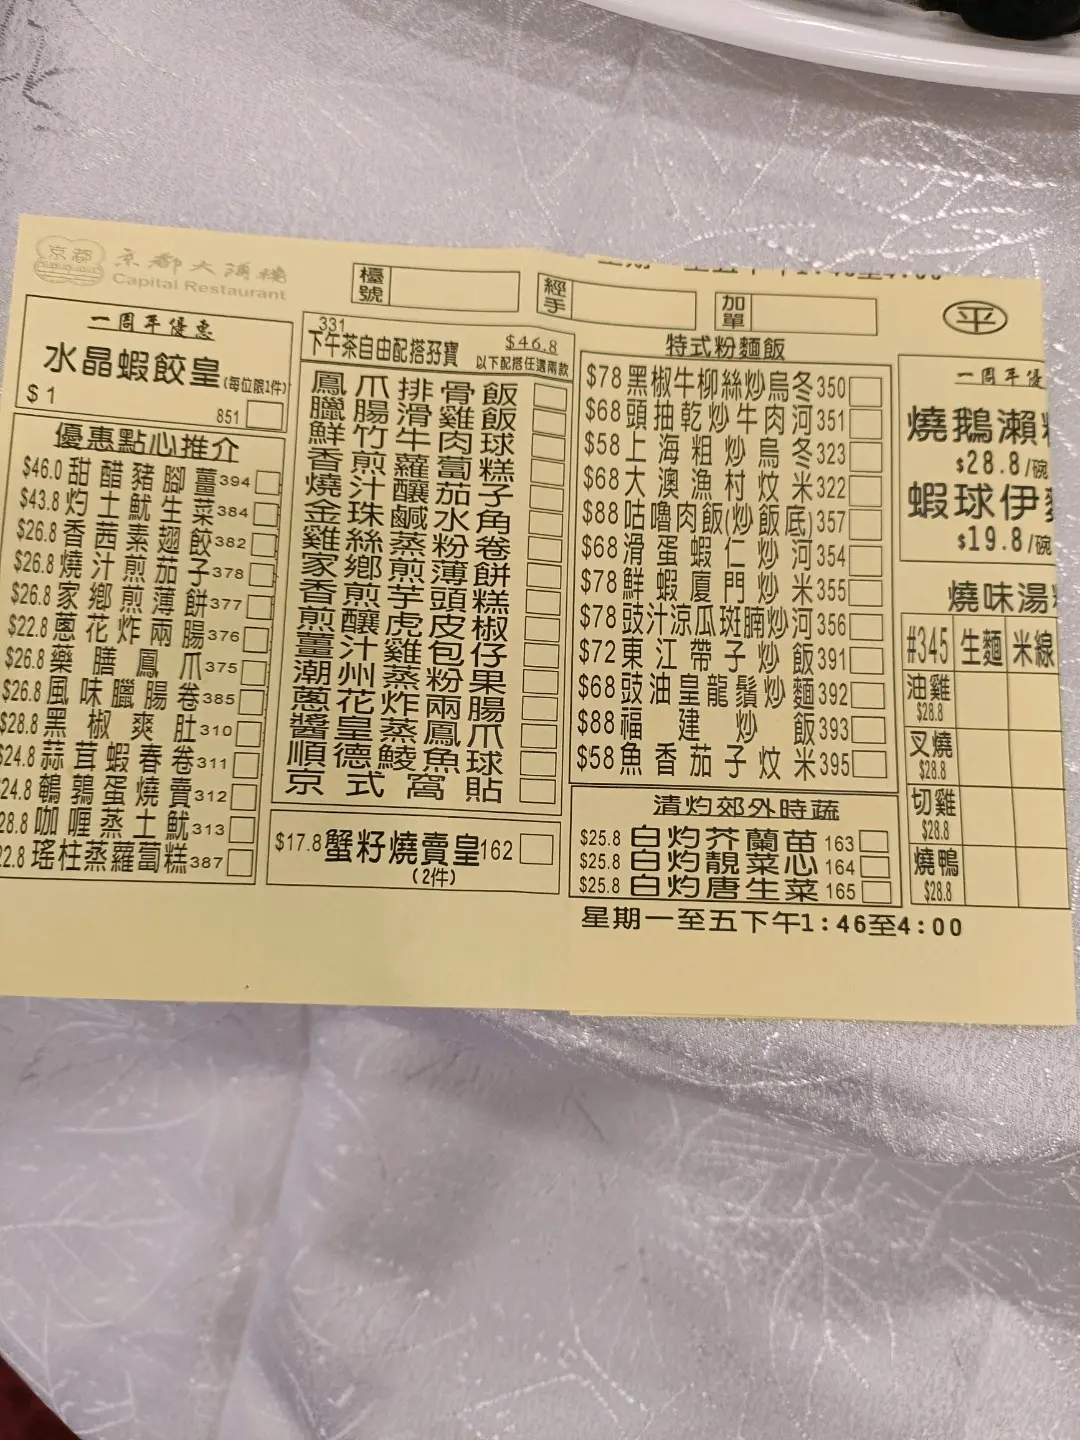 京都
京都大酒樓
Capital Restaurant
檯號
經手
加單
平
一周年優惠
水晶蝦餃皇(每位限1件)
$1
851
優惠點心推介
$46.0 甜醋豬腳薑 394
$43.8 灼土魷生菜 384
$26.8 香茜素翅餃 382
$26.8 燒汁煎茄子 378
$26.8 家鄉煎薄餅 377
$22.8 蔥花炸兩腸 376
$26.8 藥膳鳳爪 375
$26.8 風味臘腸卷 385
$28.8 黑椒爽肚 310
$24.8 蒜茸蝦春卷 311
24.8 鵪鶉蛋燒賣 312
28.8 咖喱蒸土魷 313
22.8 瑤柱蒸蘿蔔糕 387
331
下午茶自由配搭孖寶
$46.8
以下配搭任選兩款
鳳爪排骨飯
臘腸滑雞飯
鮮竹牛肉球
香煎蘿蔔糕
燒汁釀茄子
金珠鹹水角
雞絲蒸粉卷
家鄉煎薄餅
香煎芋頭糕
煎釀虎皮椒
薑汁雞包仔
潮州蒸粉果
蔥花炸兩腸
醬皇蒸鳳爪
順德鯪魚球
京式窩貼
$17.8 蟹籽燒賣皇 162
(2件)
特式粉麵飯
$78 黑椒牛柳絲炒烏冬 350
$68 頭抽乾炒牛肉河 351
$58 上海粗炒烏冬 323
$68 大澳漁村炆米 322
$88 咕嚕肉飯(炒飯底) 357
$68 滑蛋蝦仁炒河 354
$78 鮮蝦廈門炒米 355
$78 豉汁涼瓜斑腩炒河 356
$72 東江帶子炒飯 391
$68 豉油皇龍鬚炒麵 392
$88 福建炒飯 393
$58 魚香茄子炆米 395
清灼郊外時蔬
$25.8 白灼芥蘭苗 163
$25.8 白灼靚菜心 164
$25.8 白灼唐生菜 165
星期一至五下午1:46至4:00
一周年優
燒鵝瀨
$28.8/碗
蝦球伊
$19.8/碗
燒味湯
#345 生麵 米線
油雞
$28.8
叉燒
$28.8
切雞
$28.8
燒鴨
$28.8